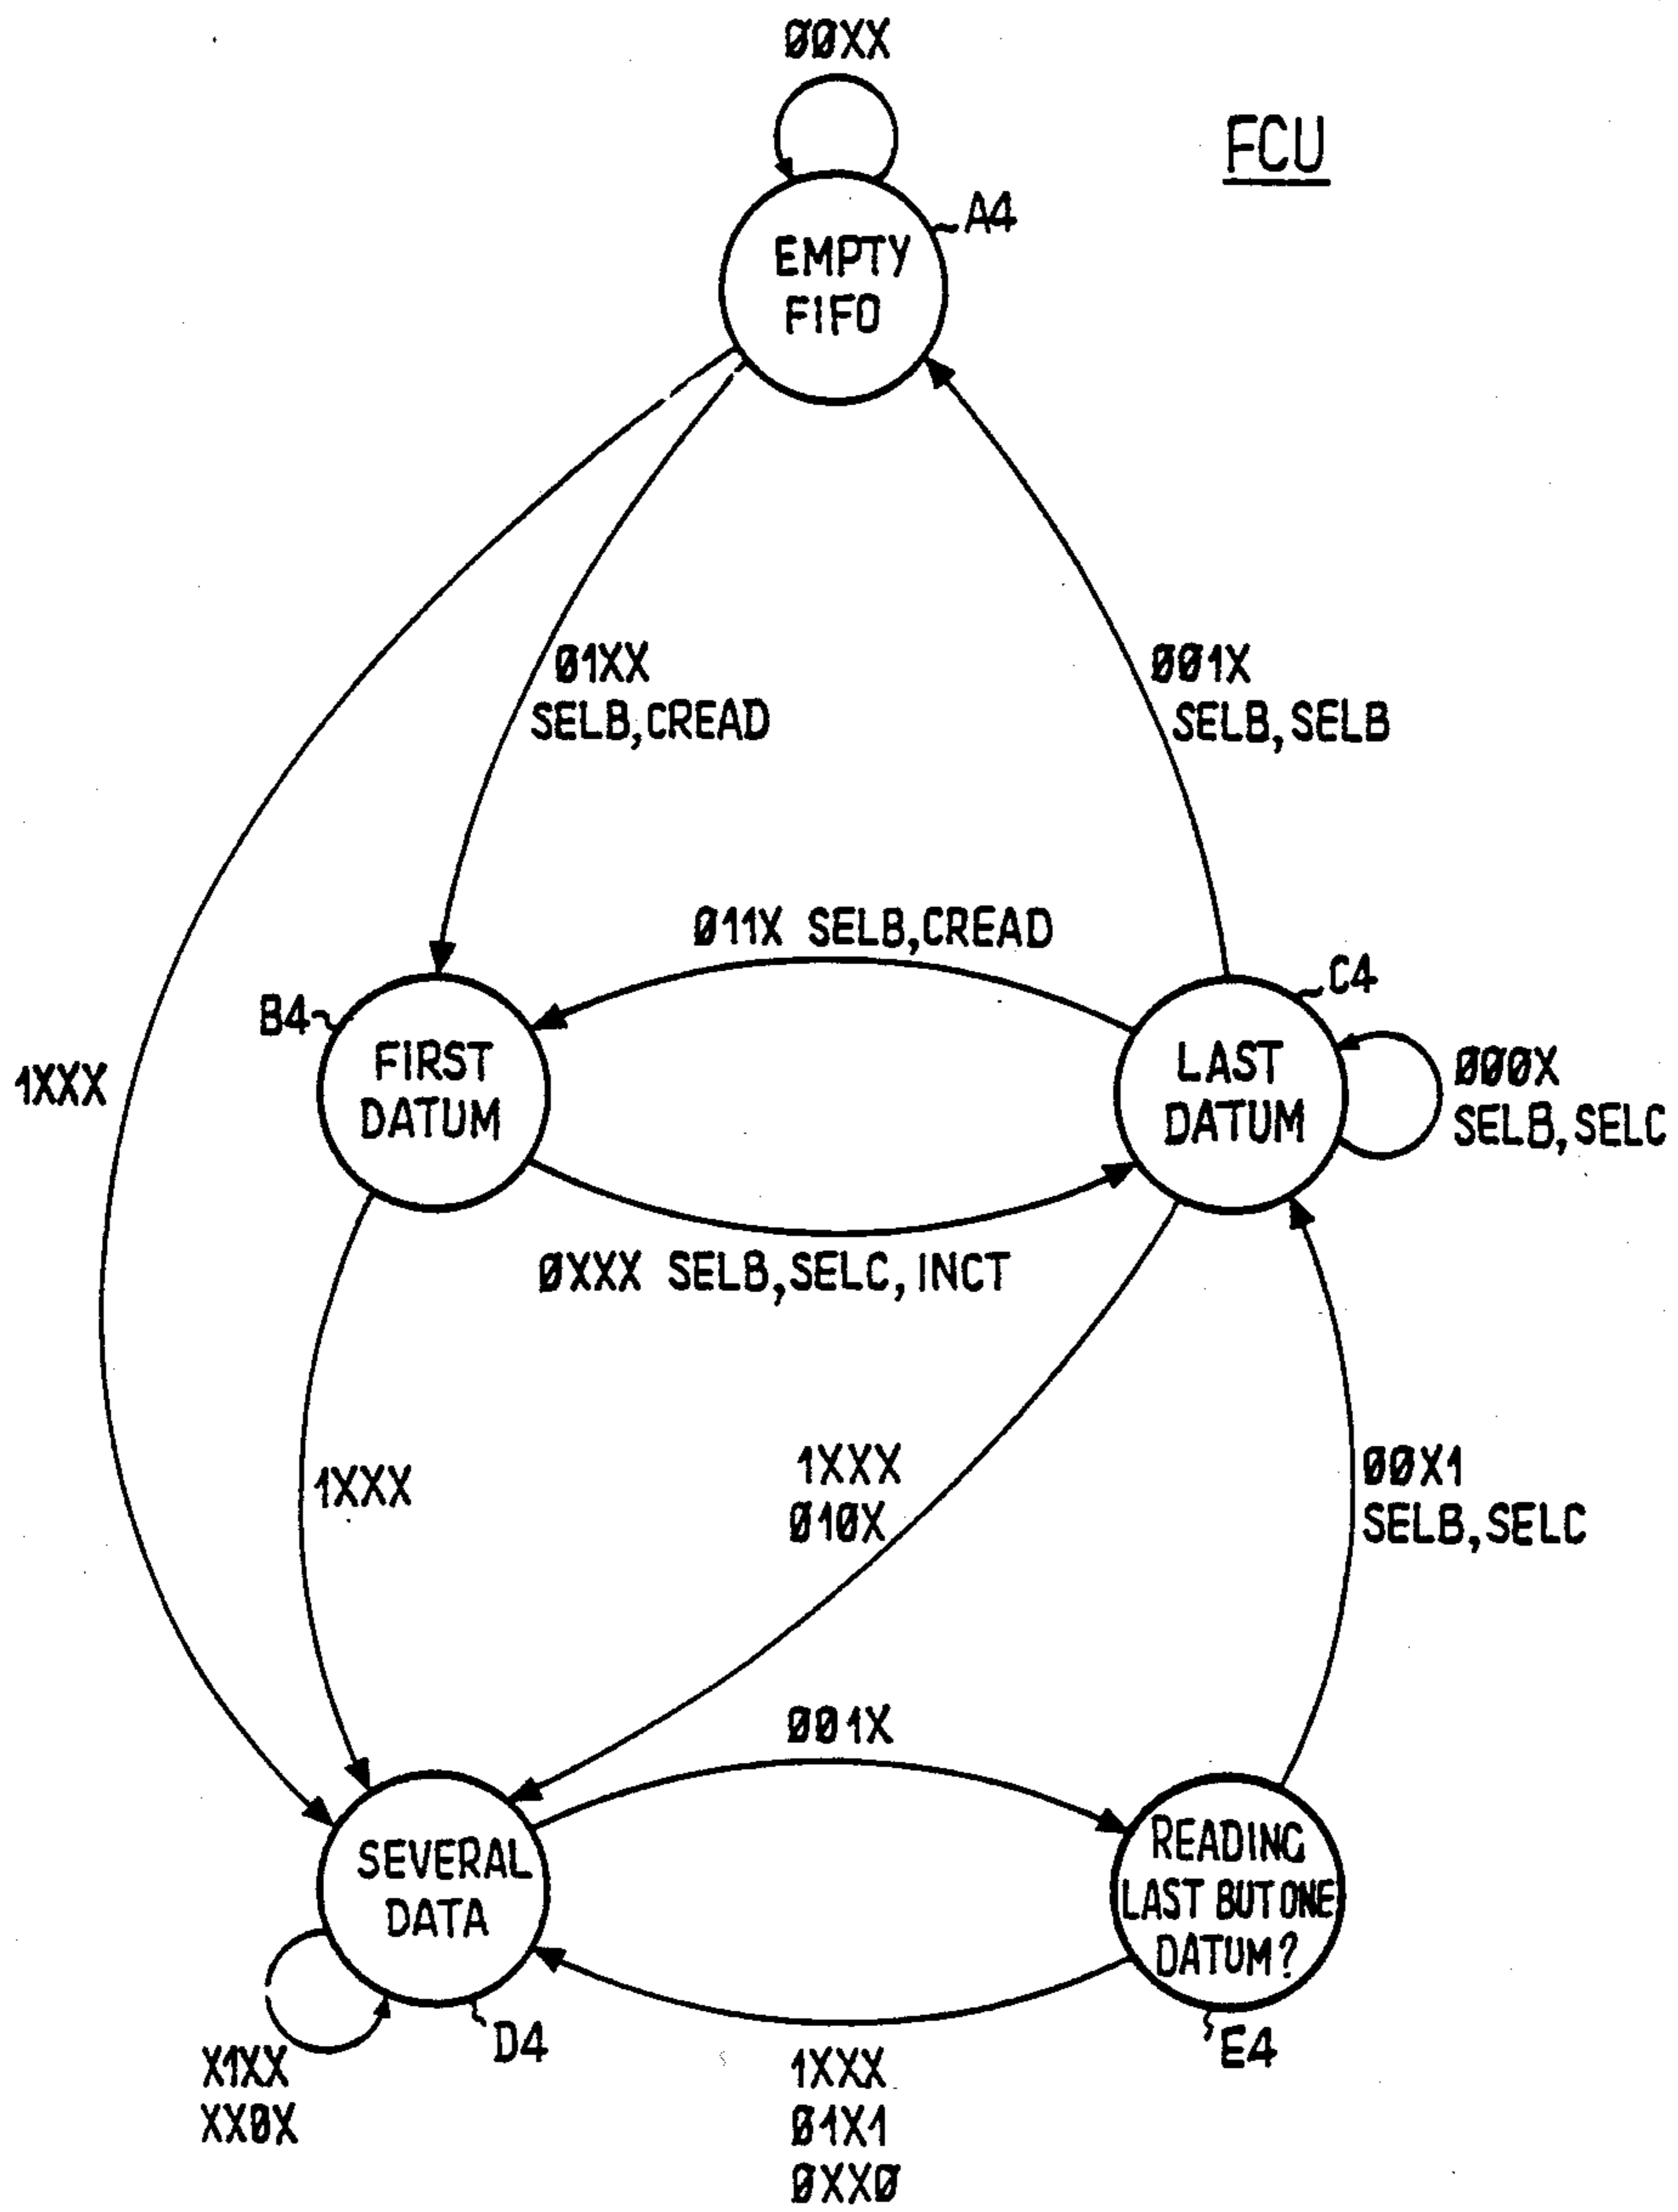 ØØXX
FCU
A4
EMPTY
FIFO
Ø1XX
SELB,CREAD
ØØ1X
SELB,SELB
Ø11X SELB,CREAD
C4
B4
FIRST
DATUM
LAST
DATUM
ØØØX
SELB,SELC
1XXX
ØXXX SELB,SELC,INCT
1XXX
1XXX
Ø1ØX
ØØX1
SELB,SELC
ØØ1X
SEVERAL
DATA
READING
LAST BUT ONE
DATUM?
D4
E4
X1XX
XXØX
1XXX
Ø1X1
ØXXØ